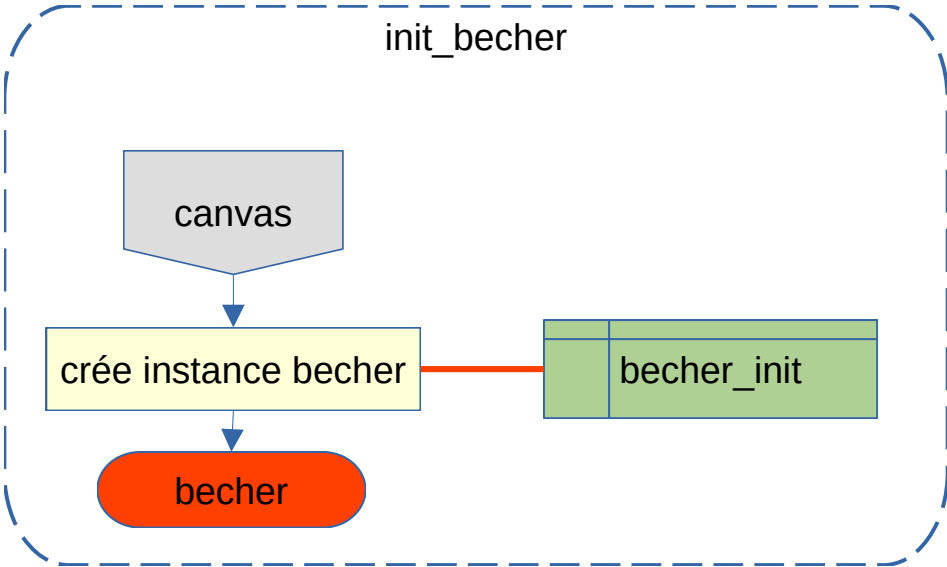 init_becher
canvas
crée instance becher
becher_init
becher